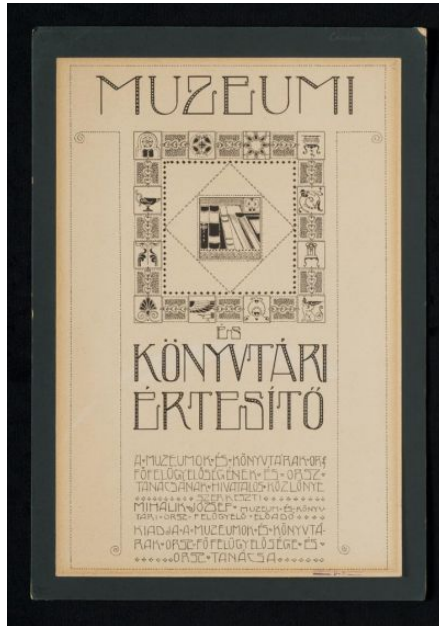 MUZEUMI
ÉS
KÖNYVTÁRI
ÉRTESÍTŐ
A·MUZEUMOK·ÉS·KÖNYVTÁRAK·OR
FŐFELÜGYELŐSÉGÉNEK·ÉS·ORSZ·
TANÁCSÁNAK·HIVATALOS·KÖZLÖNYE
SZERKESZTI
MIHALIK·JÓZSEF·MUZEUM·ÉS·KÖNYV
TÁRI·ORSZ·FELÜGYELŐ·ELŐADÓ
KIADJA·A·MUZEUMOK·ÉS·KÖNYVTÁ
RAK·ORSZ·FŐFELÜGYELŐSÉGE·ÉS·
ORSZ·TANÁCSA